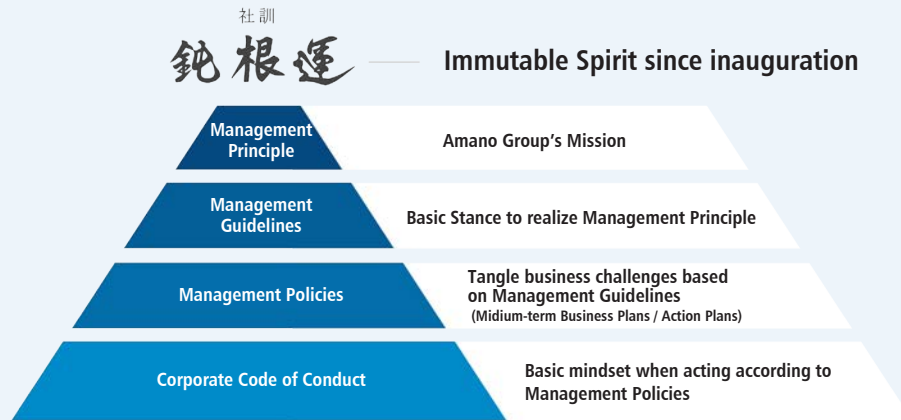 社訓
鈍根運
Immutable Spirit since inauguration
Management
Principle
Amano Group's Mission
Management
Guidelines
Basic Stance to realize Management Principle
Management Policies
Tangle business challenges based
on Management Guidelines
(Midium-term Business Plans / Action Plans)
Corporate Code of Conduct
Basic mindset when acting according to
Management Policies